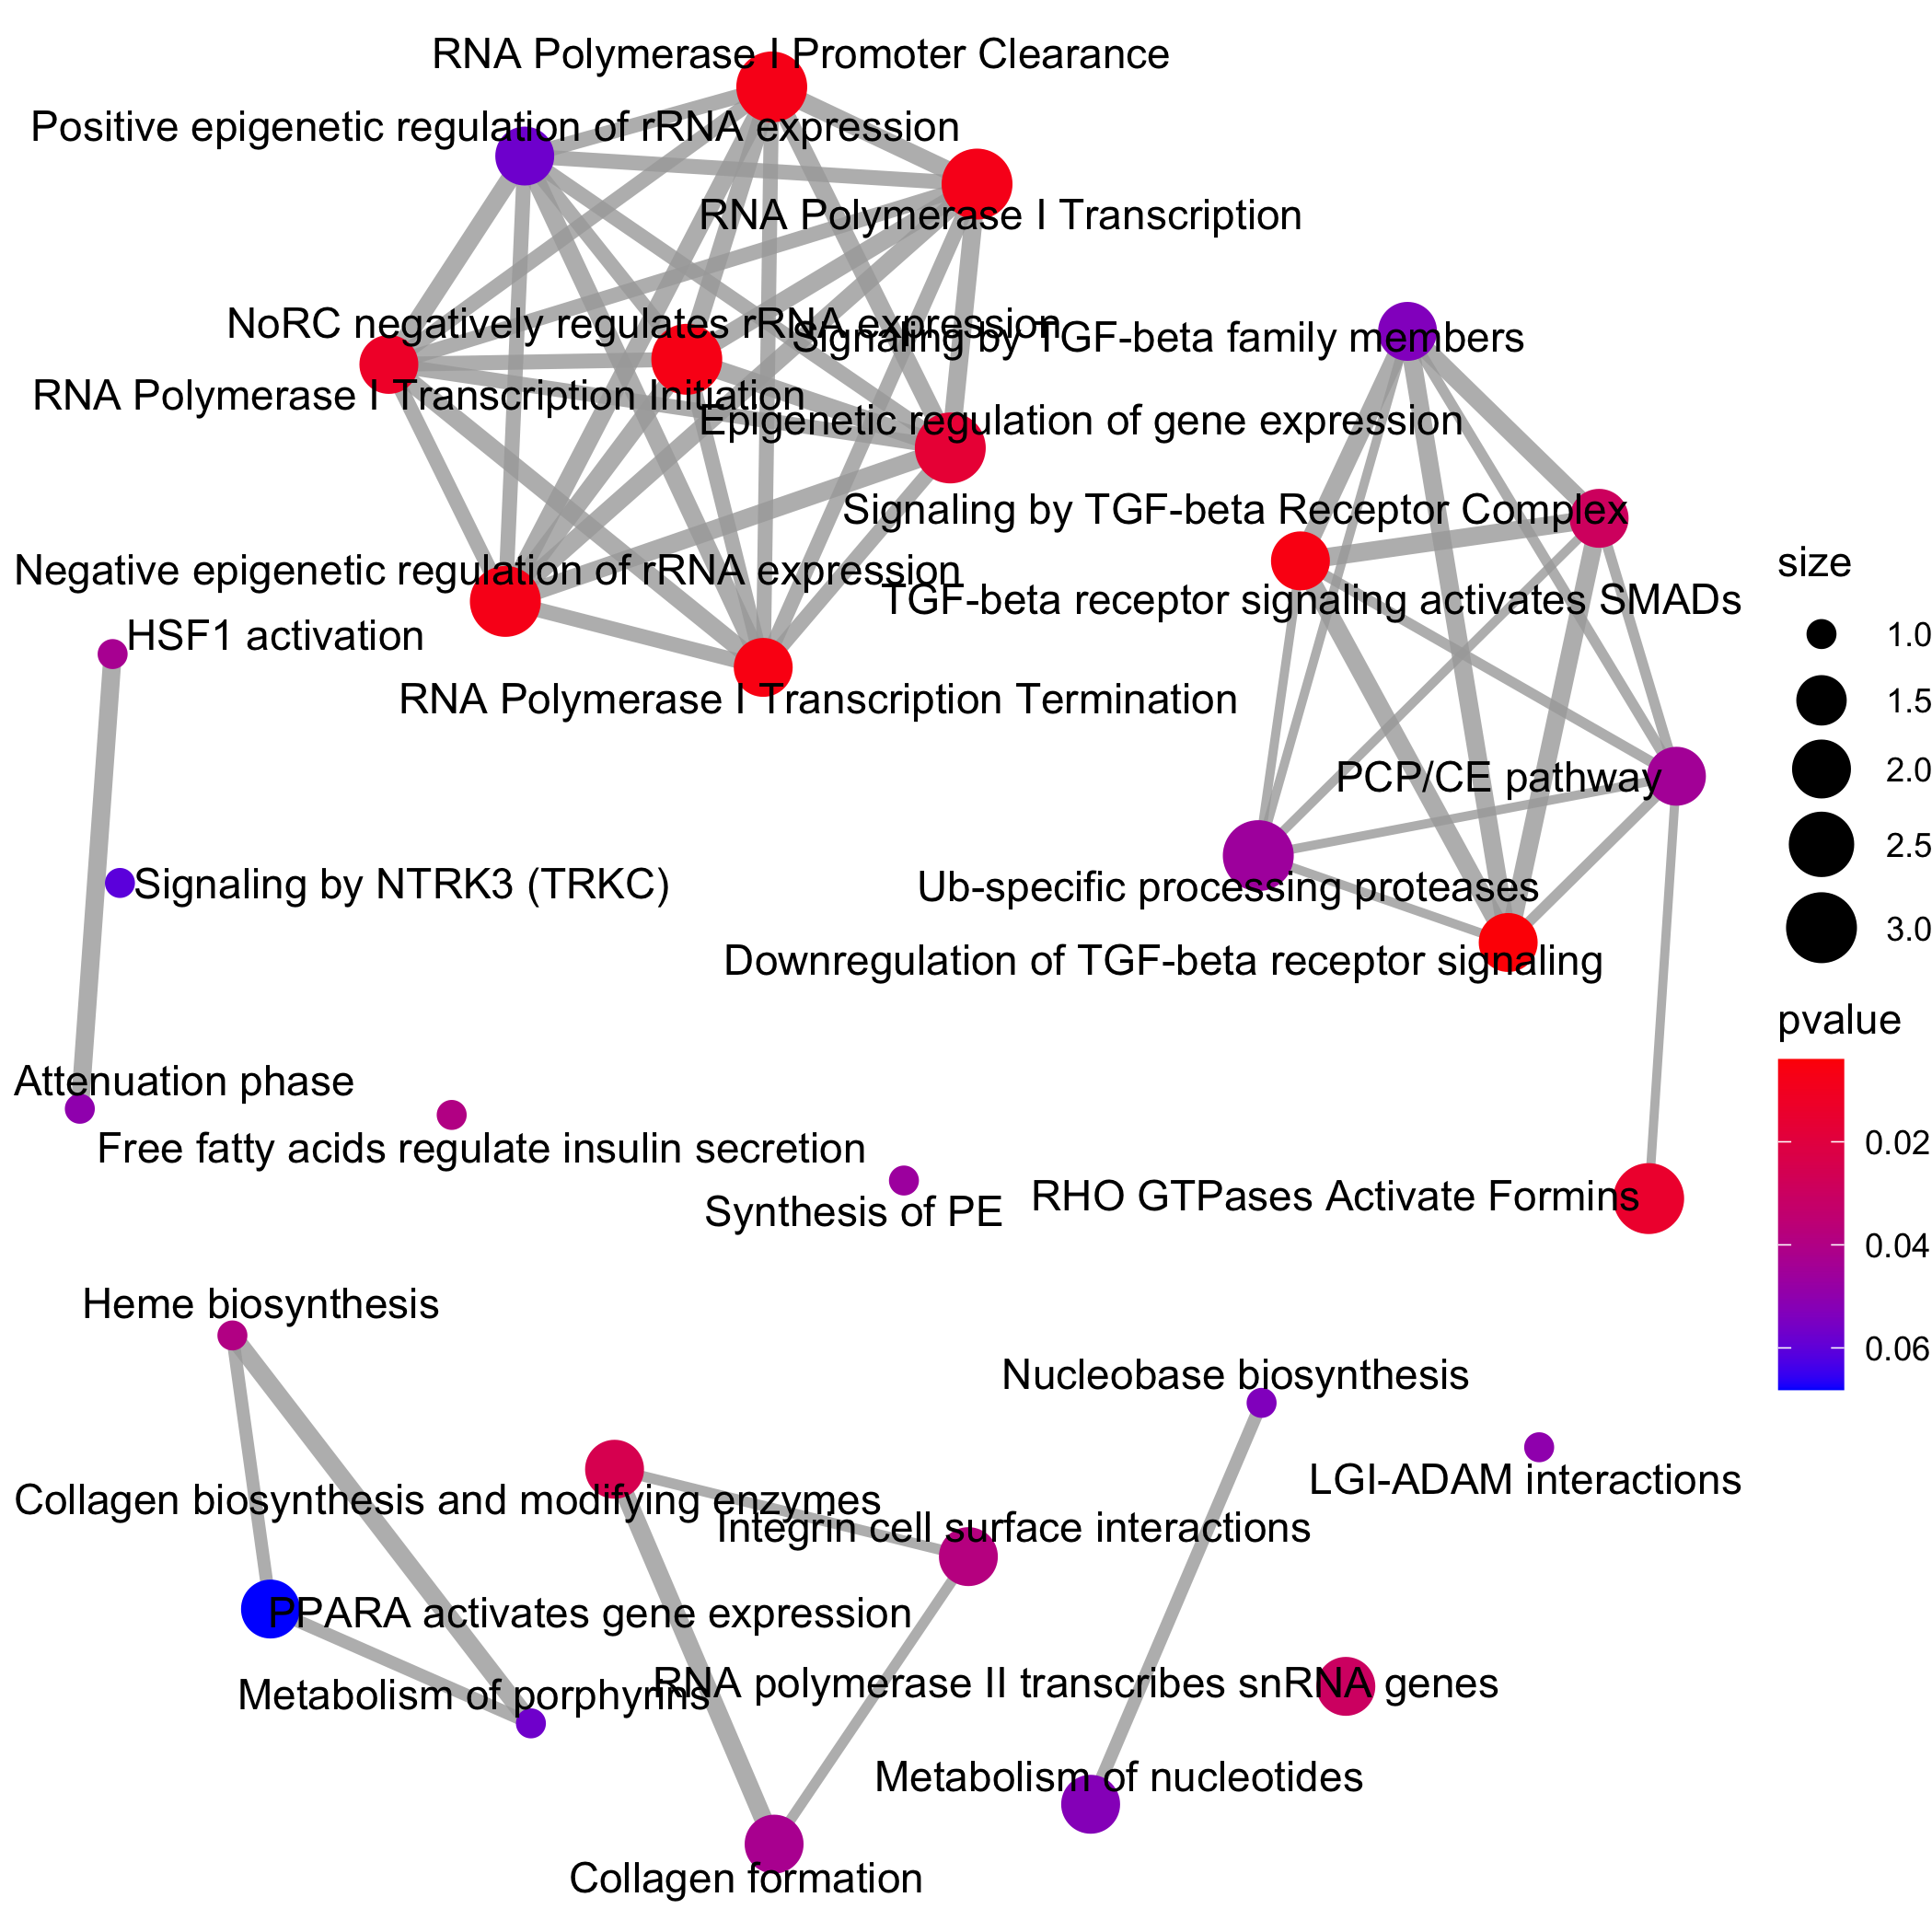 RNA Polymerase I Promoter Clearance
Positive epigenetic regulation of rRNA expression
RNA Polymerase I Transcription
NoRC negatively regulates rRNA expression
Signaling by TGF-beta family members
RNA Polymerase I Transcription Initiation
Epigenetic regulation of gene expression
Signaling by TGF-beta Receptor Complex
Negative epigenetic regulation of rRNA expression
TGF-beta receptor signaling activates SMADs
HSF1 activation
RNA Polymerase I Transcription Termination
PCP/CE pathway
Signaling by NTRK3 (TRKC)
Ub-specific processing proteases
Downregulation of TGF-beta receptor signaling
Attenuation phase
Free fatty acids regulate insulin secretion
RHO GTPases Activate Formins
Synthesis of PE
Heme biosynthesis
Nucleobase biosynthesis
LGI-ADAM interactions
Collagen biosynthesis and modifying enzymes
Integrin cell surface interactions
PPARA activates gene expression
RNA polymerase II transcribes snRNA genes
Metabolism of porphyrins
Metabolism of nucleotides
Collagen formation
size
1.0
1.5
2.0
2.5
3.0
pvalue
0.02
0.04
0.06